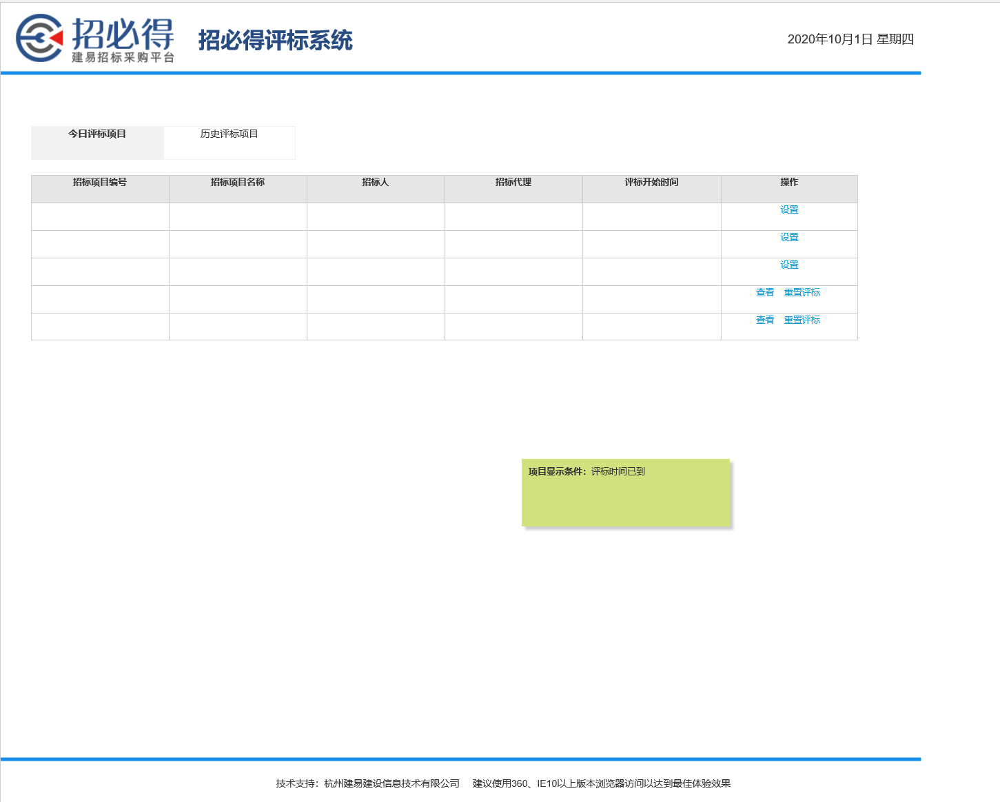 招必得
建易招标采购平台
招必得评标系统
2020年10月1日 星期四
今日评标项目 历史评标项目
招标项目编号 招标项目名称 招标人 招标代理 评标开始时间 操作
设置
设置
设置
查看 重置评标
查看 重置评标
项目显示条件：评标时间已到
技术支持：杭州建易建设信息技术有限公司 建议使用360、IE10以上版本浏览器访问以达到最佳体验效果